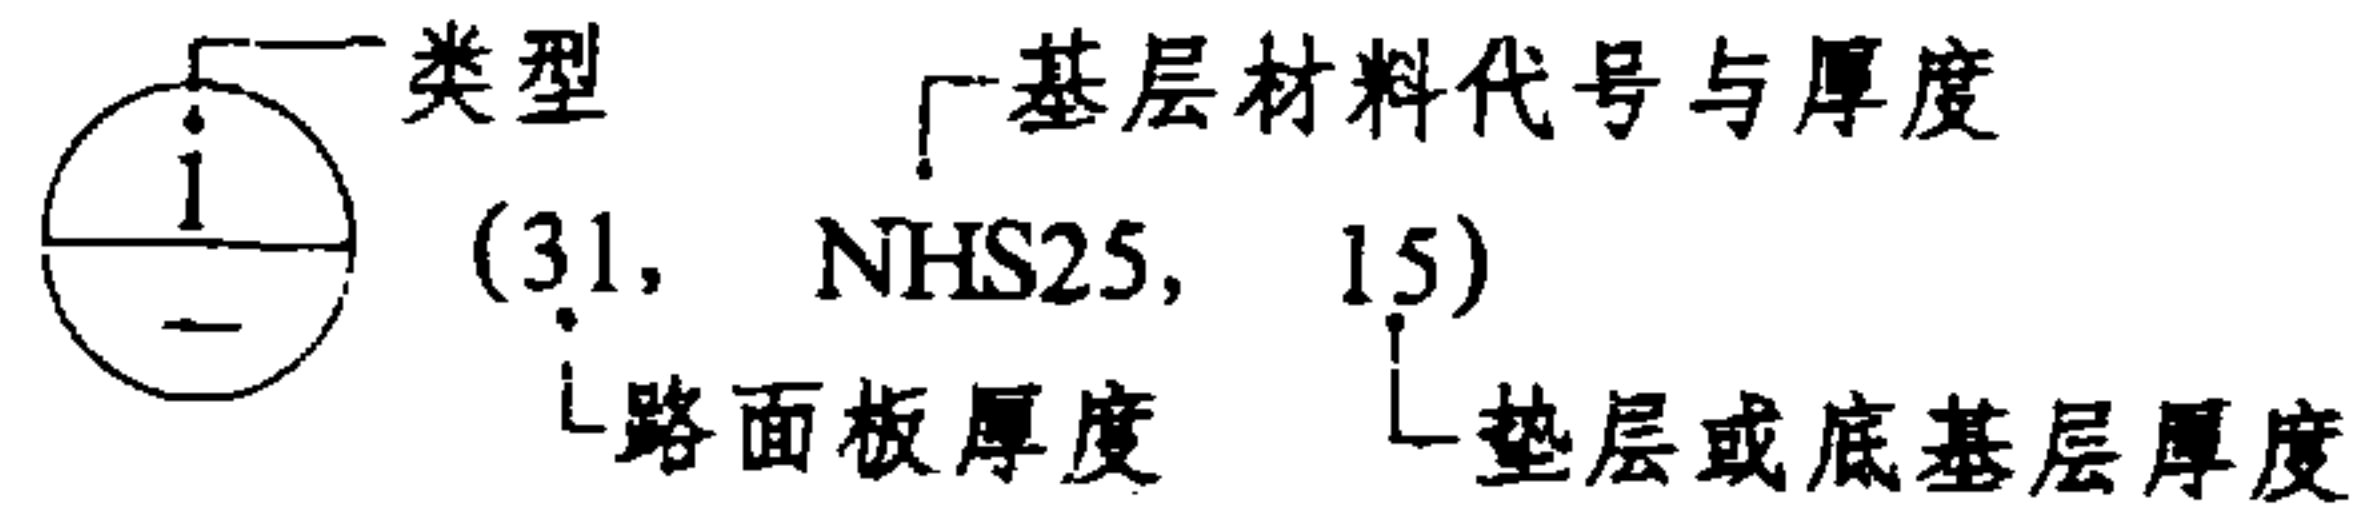 类型
基层材料代号与厚度
1
(31, NHS25, 15)
—
路面板厚度
垫层或底基层厚度